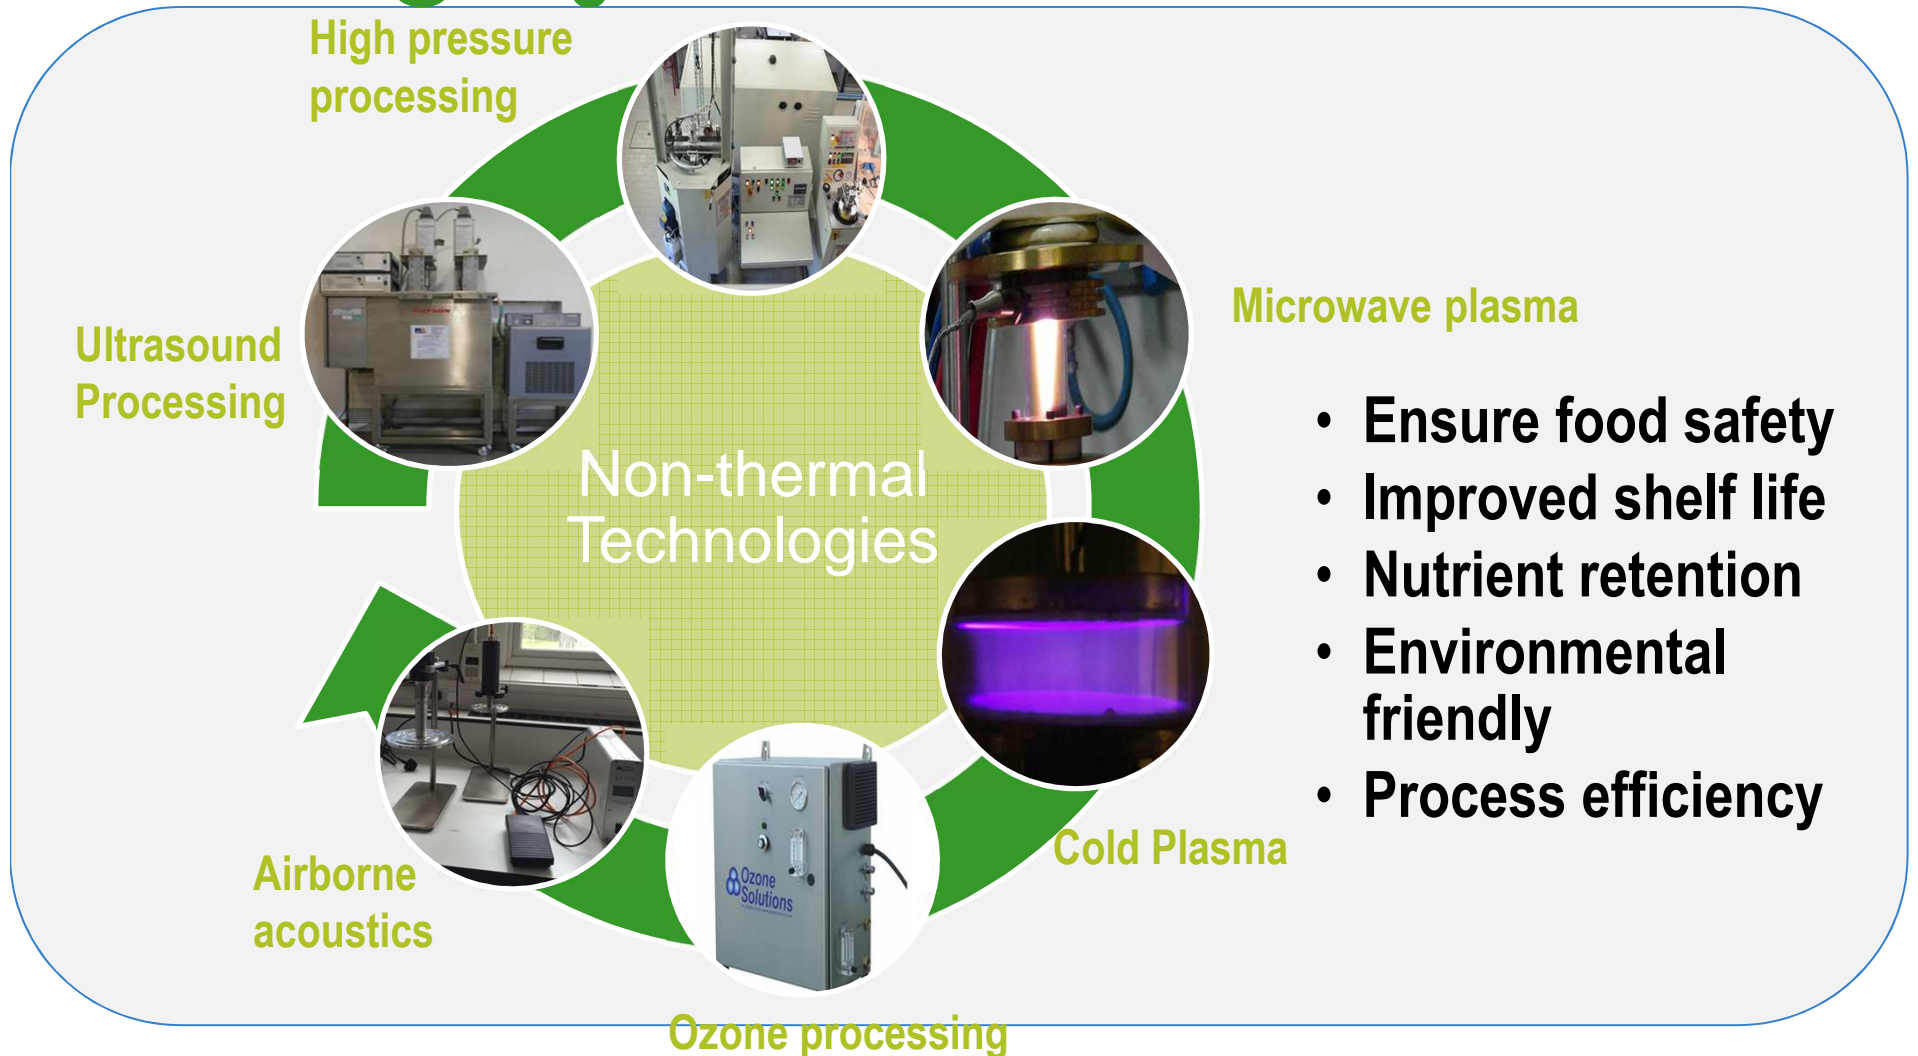 High pressure
processing
Ultrasound
Processing
Microwave plasma
Non-thermal
Technologies
• Ensure food safety
• Improved shelf life
• Nutrient retention
• Environmental
friendly
• Process efficiency
Cold Plasma
Airborne
acoustics
Ozone
Solutions
Ozone processing